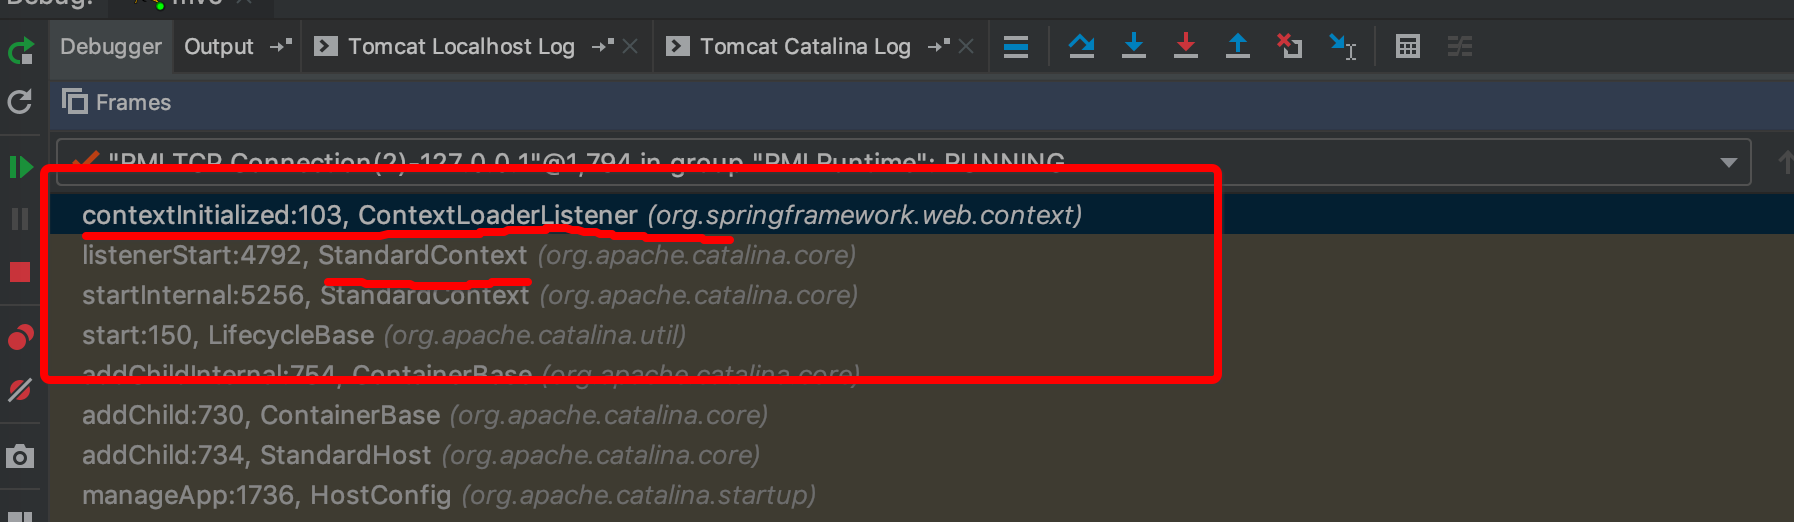 Debug: mvc
Debugger Output Tomcat Localhost Log Tomcat Catalina Log
Frames
"RMI TCP Connection(2)-127.0.0.1"@1,794 in group "RMI Runtime": RUNNING
contextInitialized:103, ContextLoaderListener (org.springframework.web.context)
listenerStart:4792, StandardContext (org.apache.catalina.core)
startInternal:5256, StandardContext (org.apache.catalina.core)
start:150, LifecycleBase (org.apache.catalina.util)
addChildInternal:754, ContainerBase (org.apache.catalina.core)
addChild:730, ContainerBase (org.apache.catalina.core)
addChild:734, StandardHost (org.apache.catalina.core)
manageApp:1736, HostConfig (org.apache.catalina.startup)